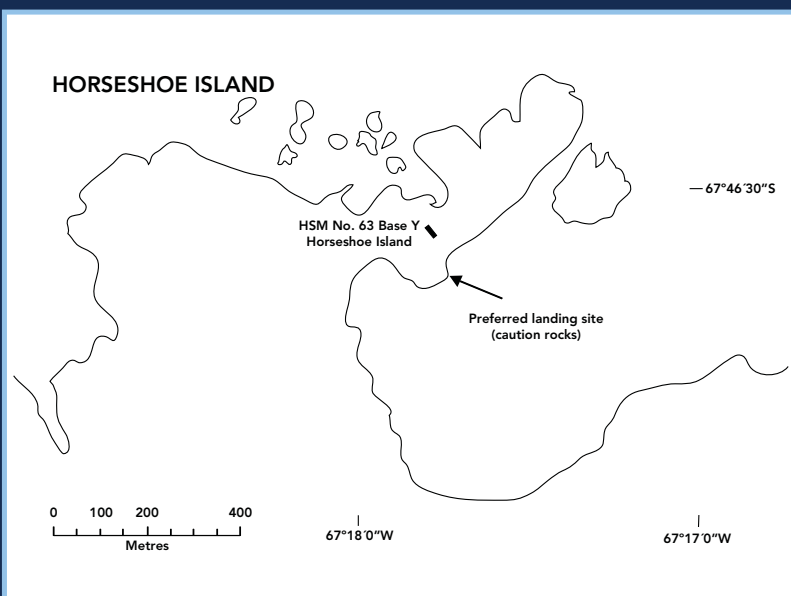 HORSESHOE ISLAND
67°46´30”S
HSM No. 63 Base Y
Horseshoe Island
Preferred landing site
(caution rocks)
0 100 200 400
Metres
67°18´0”W
67°17´0”W